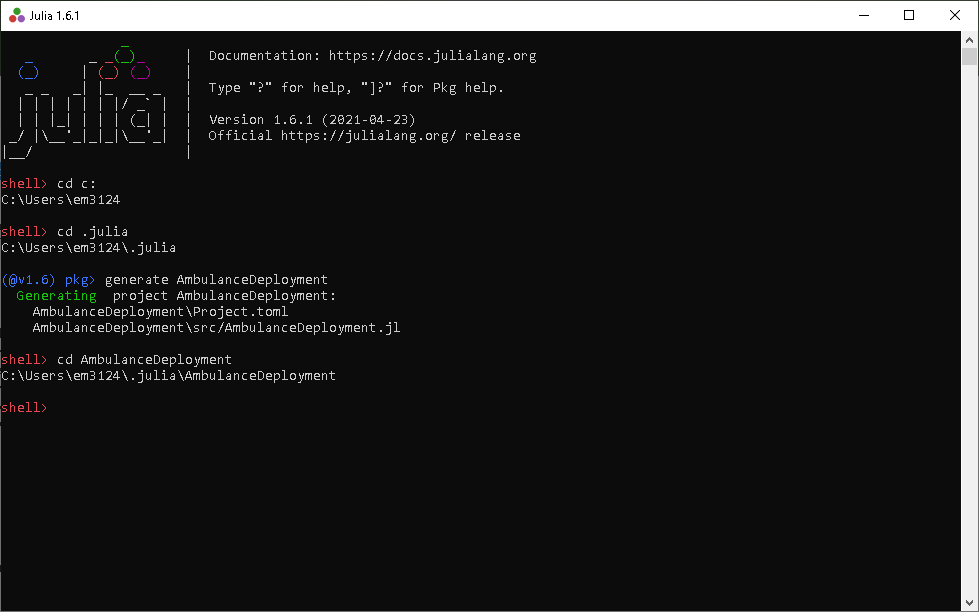 Julia 1.6.1
Documentation: https://docs.julialang.org
Type "?" for help, "]?" for Pkg help.
Version 1.6.1 (2021-04-23)
Official https://julialang.org/ release
shell> cd c:
C:\Users\em3124
shell> cd .julia
C:\Users\em3124\.julia
(@v1.6) pkg> generate AmbulanceDeployment
Generating  project AmbulanceDeployment:
AmbulanceDeployment\Project.toml
AmbulanceDeployment\src/AmbulanceDeployment.jl
shell> cd AmbulanceDeployment
C:\Users\em3124\.julia\AmbulanceDeployment
shell>